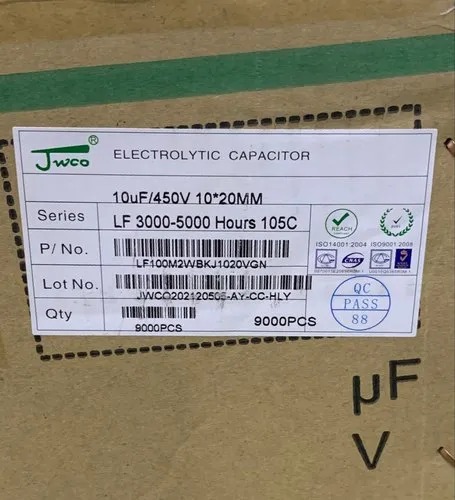 Jwco®
ELECTROLYTIC CAPACITOR
10uF/450V 10*20MM
Series LF 3000-5000 Hours 105C
P/ No.
LF100M2WBKJ1020VGN
REACH
ISO14001:2004 ISO9001:2008
CNAS
Lot No.
JWCO202120505-AY-CC-HLY
Qty
9000PCS 9000PCS
QC
PASS
88
µF
V